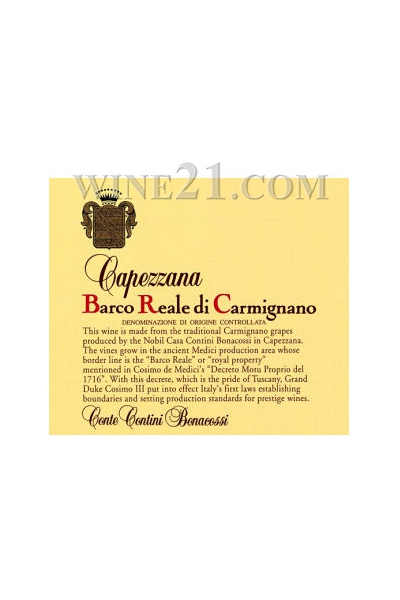 WINE21.COM
Capezzana
Barco Reale di Carmignano
DENOMINAZIONE DI ORIGINE CONTROLLATA
This wine is made from the traditional Carmignano grapes
produced by the Nobil Casa Contini Bonacossi in Capezzana.
The vines grow in the ancient Medici production area whose
border line is the "Barco Reale" or "royal property"
mentioned in Cosimo de Medici's "Decreto Motu Proprio del
1716". With this decrete, which is the pride of Tuscany, Grand
Duke Cosimo III put into effect Italy's first laws establishing
boundaries and setting production standards for prestige wines.
Conte Contini Bonacossi